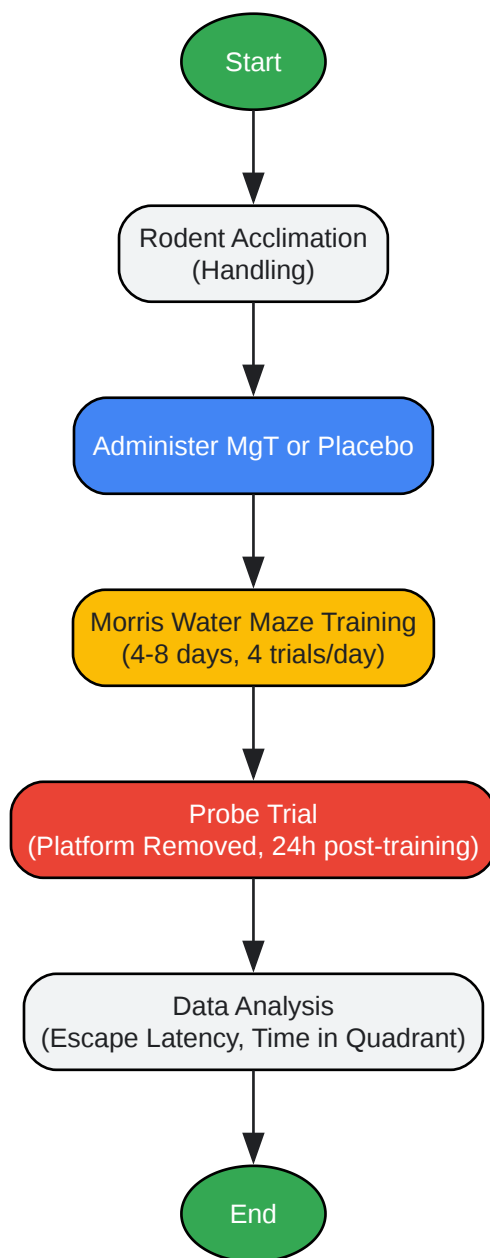 Start
Rodent Acclimation
(Handling)
Administer MgT or Placebo
Morris Water Maze Training
(4-8 days, 4 trials/day)
Probe Trial
(Platform Removed, 24h post-training)
Data Analysis
(Escape Latency, Time in Quadrant)
End